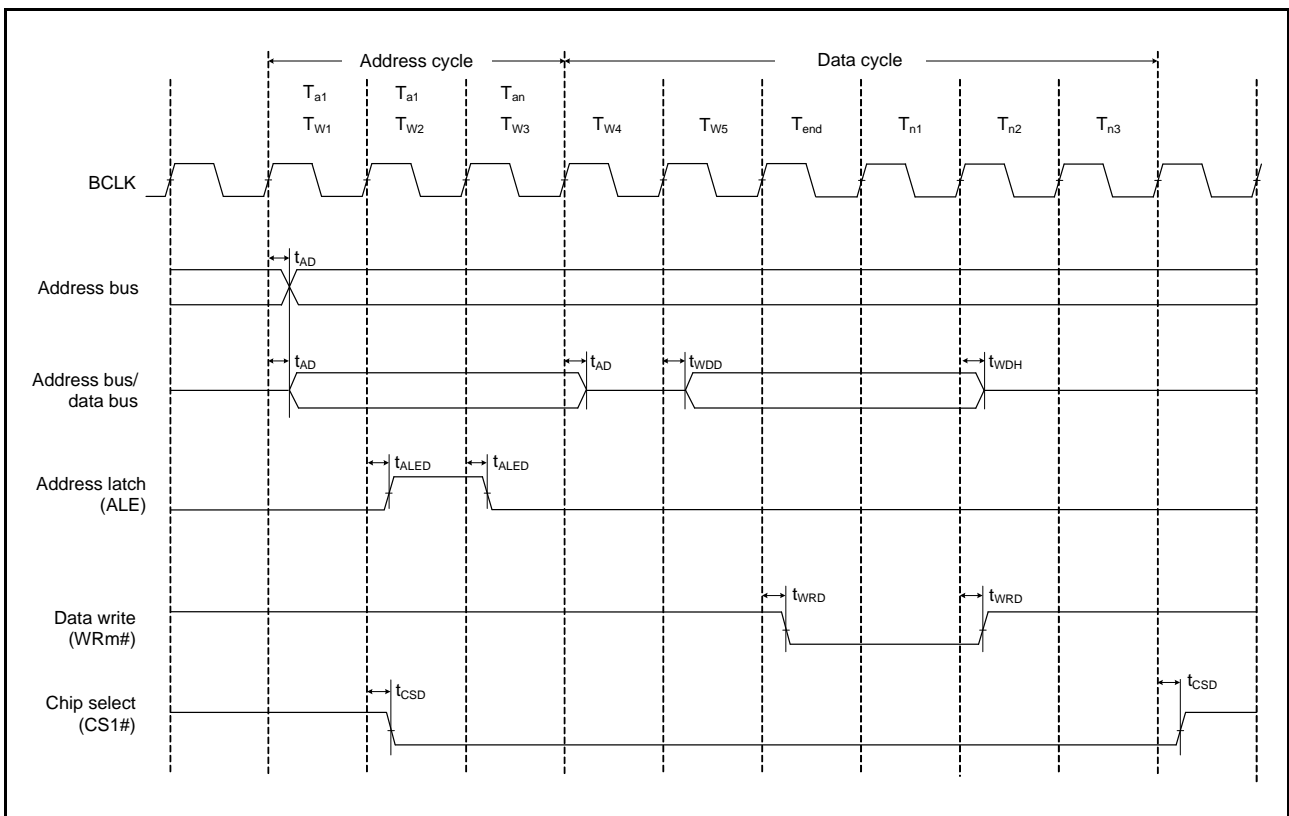 Address cycle Data cycle
Ta1 Ta1 Tan
TW1 TW2 TW3 TW4 TW5 Tend Tn1 Tn2 Tn3
BCLK
tAD
Address bus
tAD tAD tWDD tWDH
Address bus/
data bus
tALED tALED
Address latch
(ALE)
tWRD tWRD
Data write
(WRm#)
tCSD tCSD
Chip select
(CS1#)